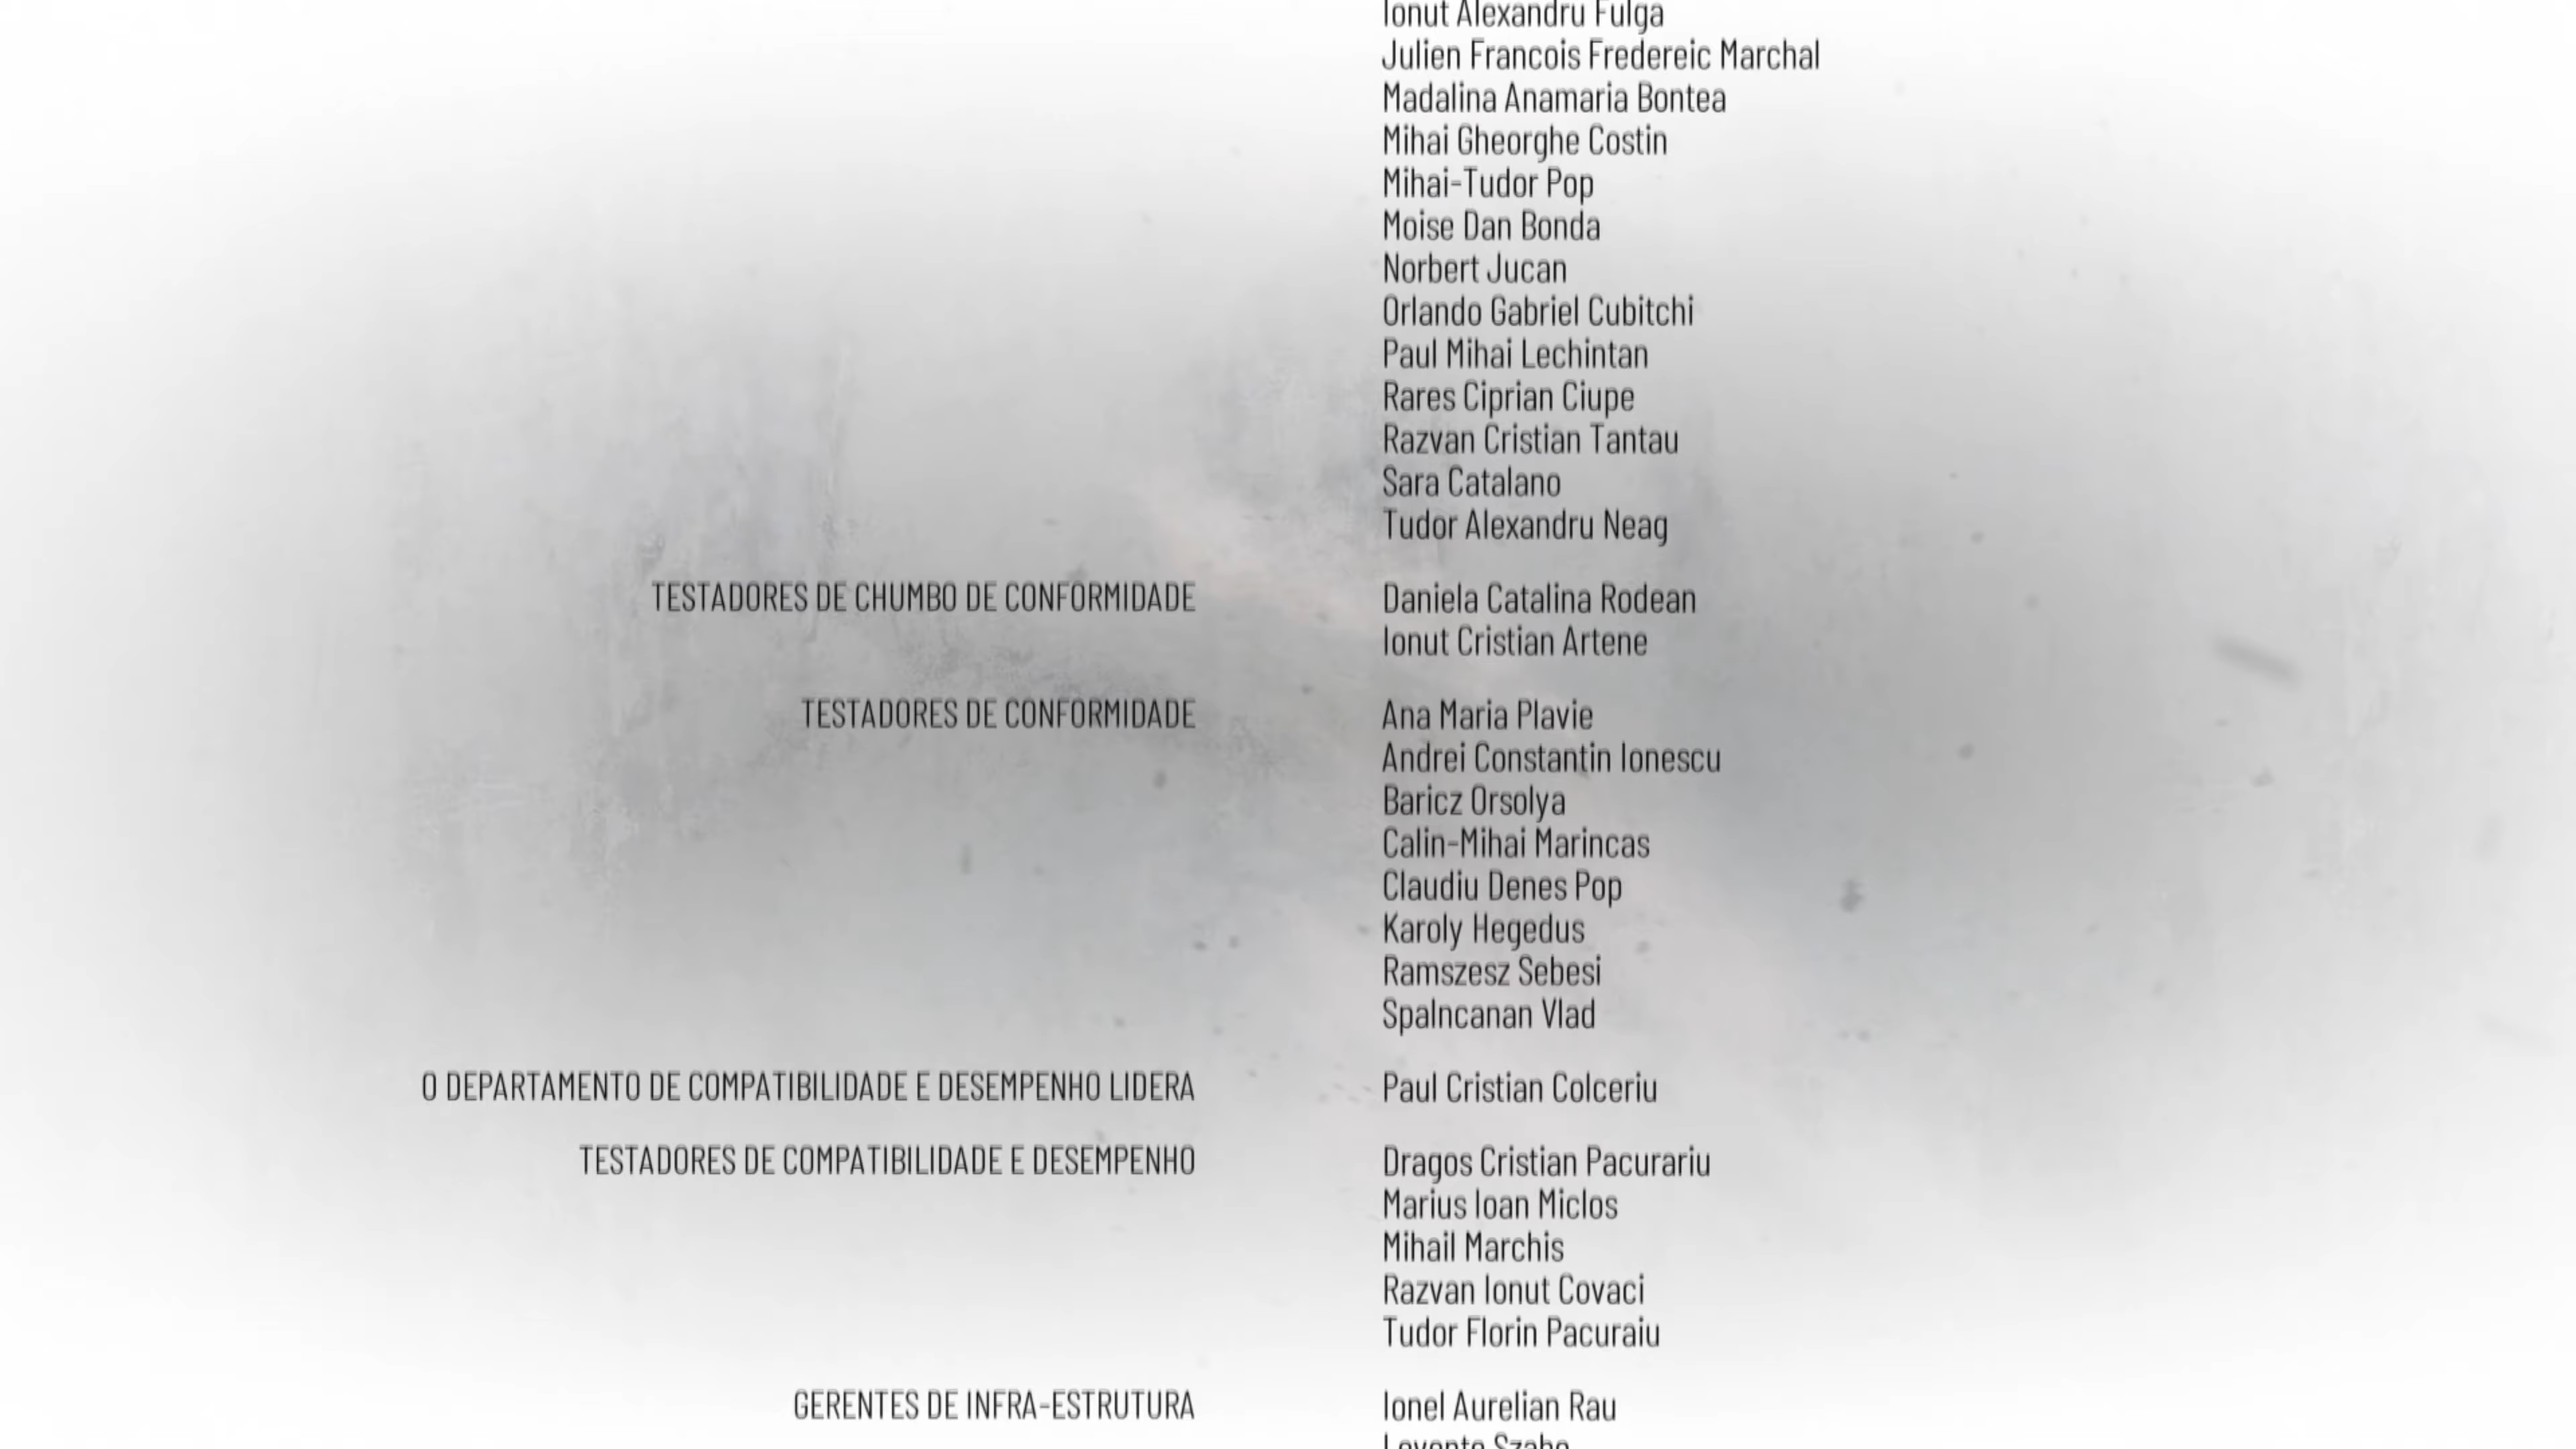 Ionut Alexandru Fulga
Julien Francois Fredereic Marchal
Madalina Anamaria Bontea
Mihai Gheorghe Costin
Mihai-Tudor Pop
Moise Dan Bonda
Norbert Jucan
Orlando Gabriel Cubitchi
Paul Mihai Lechintan
Rares Ciprian Ciupe
Razvan Cristian Tantau
Sara Catalano
Tudor Alexandru Neag
TESTADORES DE CHUMBO DE CONFORMIDADE Daniela Catalina Rodean
Ionut Cristian Artene
TESTADORES DE CONFORMIDADE Ana Maria Plavie
Andrei Constantin Ionescu
Baricz Orsolya
Calin-Mihai Marincas
Claudiu Denes Pop
Karoly Hegedus
Ramszesz Sebesi
Spalncanan Vlad
O DEPARTAMENTO DE COMPATIBILIDADE E DESEMPENHO LIDERA Paul Cristian Colceriu
TESTADORES DE COMPATIBILIDADE E DESEMPENHO Dragos Cristian Pacurariu
Marius Ioan Miclos
Mihail Marchis
Razvan Ionut Covaci
Tudor Florin Pacuraiu
GERENTES DE INFRA-ESTRUTURA Ionel Aurelian Rau